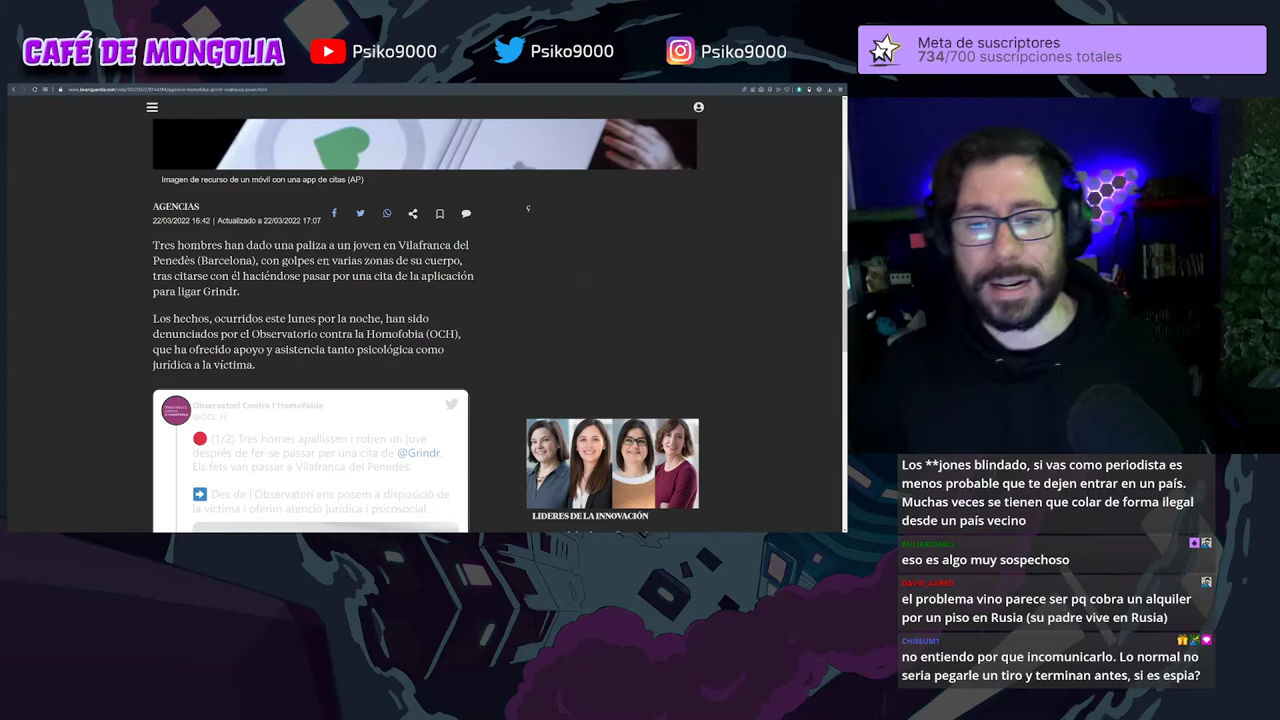 CAFÉ DE MONGOLIA
Psiko9000
Psiko9000
Psiko9000
Meta de suscriptores
734/700 suscripciones totales
Imagen de recurso de un móvil con una app de citas (AP)
AGENCIAS
22/03/2022 16:42 | Actualizado a 22/03/2022 17:07
Tres hombres han dado una paliza a un joven en Vilafranca del
Penedès (Barcelona), con golpes en varias zonas de su cuerpo,
tras citarse con él haciéndose pasar por una cita de la aplicación
para ligar Grindr.
Los hechos, ocurridos este lunes por la noche, han sido
denunciados por el Observatorio contra la Homofobia (OCH),
que ha ofrecido apoyo y asistencia tanto psicológica como
jurídica a la víctima.
Observatori Contra l'Homofòbia
@OCL_H
(1/2) Tres homes apallissen i roben un jove
després de fer-se passar per una cita de @Grindr.
Els fets van passar a Vilafranca del Penedès.
Des de l'Observatori ens posem a disposició de
la víctima i oferim atenció jurídica i psicosocial.
LIDERES DE LA INNOVACIÓN
Los **jones blindado, si vas como periodista es
menos probable que te dejen entrar en un país.
Muchas veces se tienen que colar de forma ilegal
desde un país vecino
eso es algo muy sospechoso
DAVID_AURED
el problema vino parece ser pq cobra un alquiler
por un piso en Rusia (su padre vive en Rusia)
CHISSUM1
no entiendo por que incomunicarlo. Lo normal no
seria pegarle un tiro y terminan antes, si es espia?